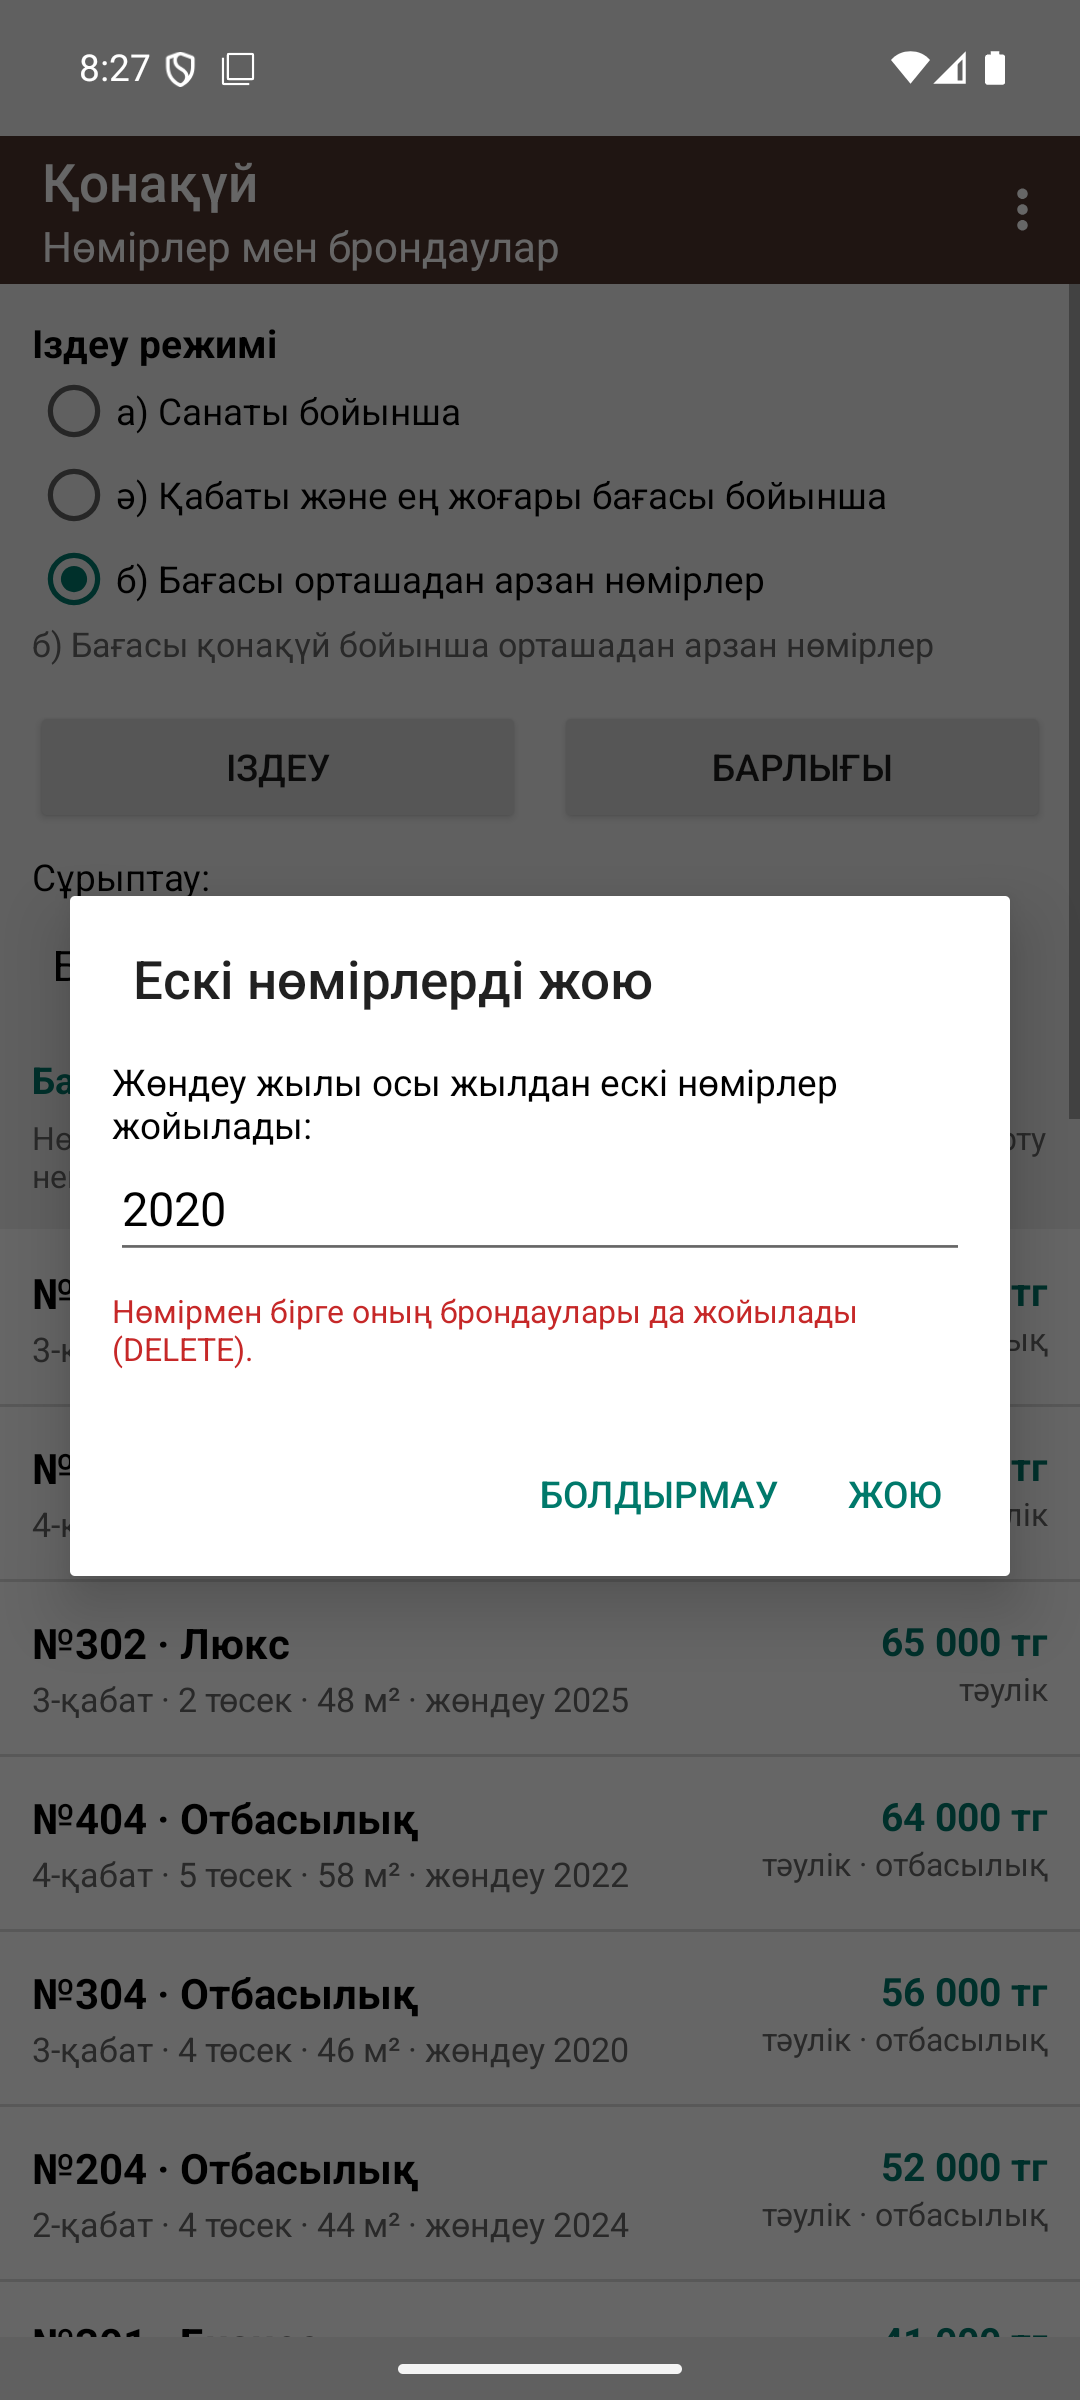 8:27
Қонақүй
Нөмірлер мен брондаулар
Іздеу режимі
а) Санаты бойынша
ә) Қабаты және ең жоғары бағасы бойынша
б) Бағасы орташадан арзан нөмірлер
б) Бағасы қонақүй бойынша орташадан арзан нөмірлер
ІЗДЕУ
БАРЛЫҒЫ
Сұрыптау:
Ескі нөмірлерді жою
Жөндеу жылы осы жылдан ескі нөмірлер
жойылады:
2020
Нөмірмен бірге оның брондаулары да жойылады
(DELETE).
БОЛДЫРМАУ
ЖОЮ
№302 · Люкс
65 000 тг
3-қабат · 2 төсек · 48 м² · жөндеу 2025
тәулік
№404 · Отбасылық
64 000 тг
4-қабат · 5 төсек · 58 м² · жөндеу 2022
тәулік · отбасылық
№304 · Отбасылық
56 000 тг
3-қабат · 4 төсек · 46 м² · жөндеу 2020
тәулік · отбасылық
№204 · Отбасылық
52 000 тг
2-қабат · 4 төсек · 44 м² · жөндеу 2024
тәулік · отбасылық